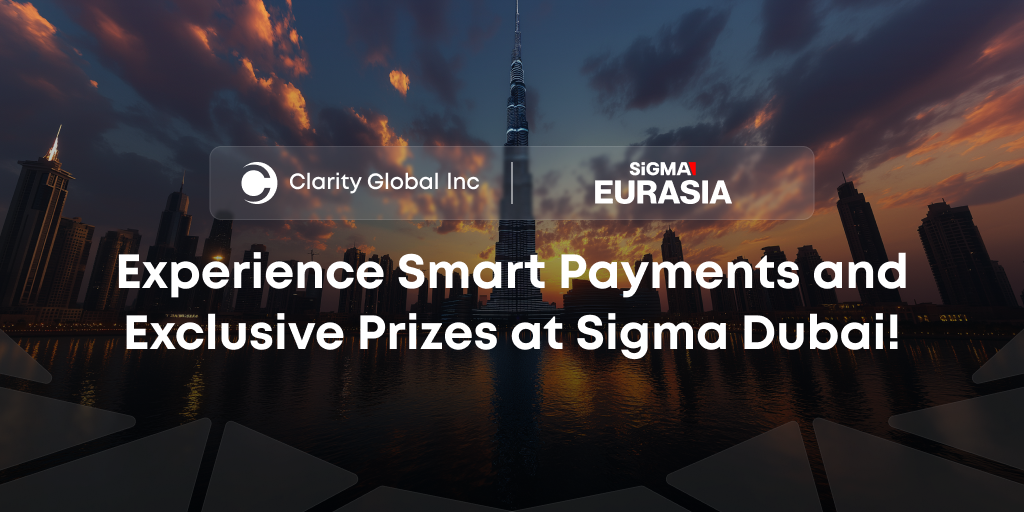 Clarity Global Inc
SiGMA
EURASIA
Experience Smart Payments and
Exclusive Prizes at Sigma Dubai!